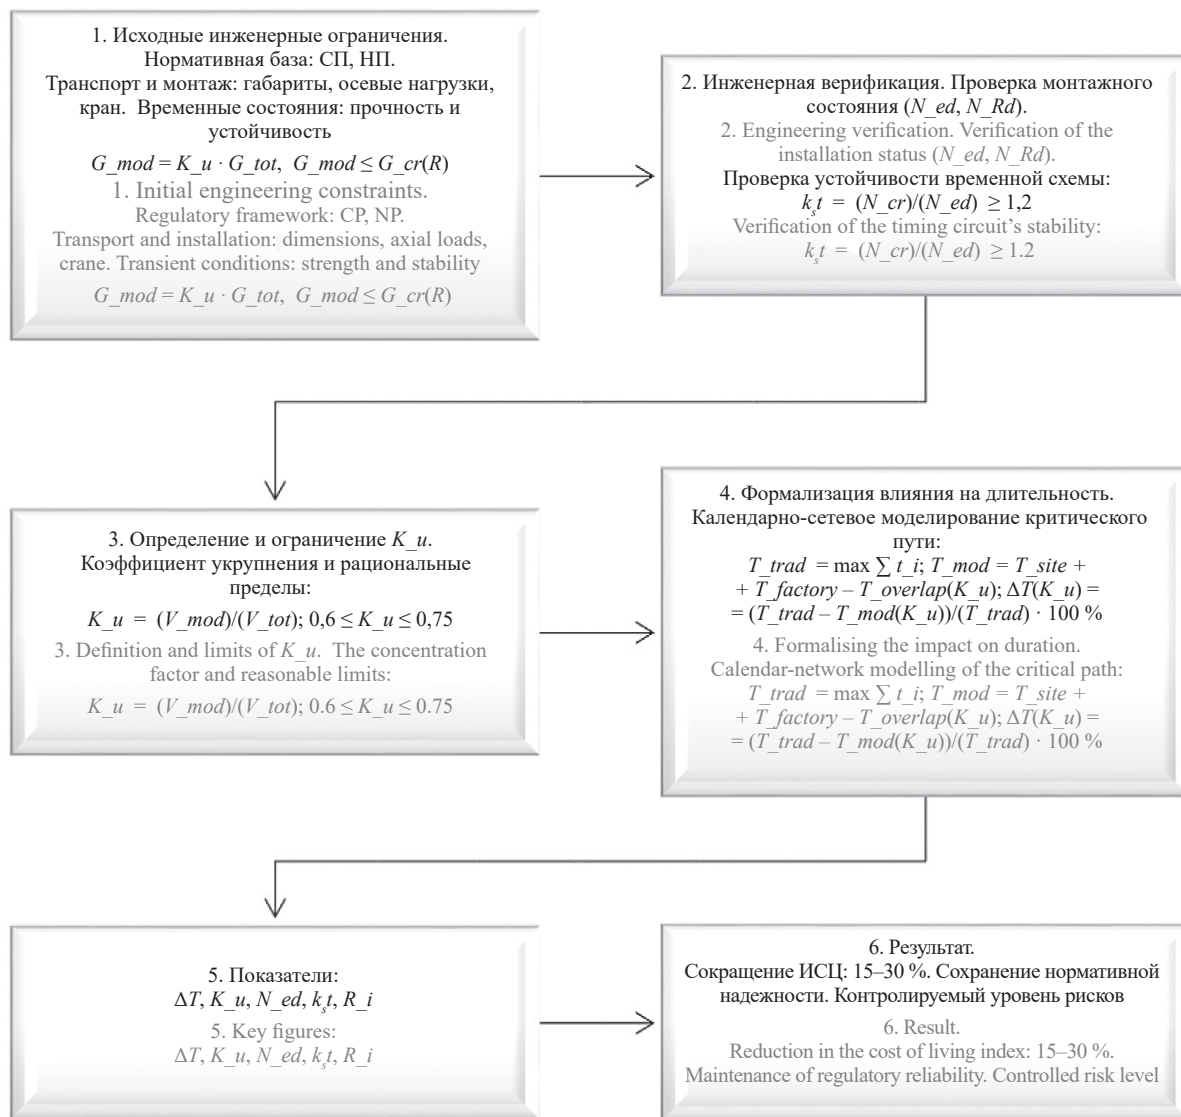 1. Исходные инженерные ограничения.
Нормативная база: СП, НП.
Транспорт и монтаж: габариты, осевые нагрузки,
кран. Временные состояния: прочность и
устойчивость
G_mod = K_u · G_tot, G_mod ≤ G_cr(R)
1. Initial engineering constraints.
Regulatory framework: CP, NP.
Transport and installation: dimensions, axial loads,
crane. Transient conditions: strength and stability
G_mod = K_u · G_tot, G_mod ≤ G_cr(R)
2. Инженерная верификация. Проверка монтажного
состояния (N_ed, N_Rd).
2. Engineering verification. Verification of the
installation status (N_ed, N_Rd).
Проверка устойчивости временной схемы:
k_st = (N_cr)/(N_ed) ≥ 1,2
Verification of the timing circuit's stability:
k_st = (N_cr)/(N_ed) ≥ 1.2
3. Определение и ограничение K_u.
Коэффициент укрупнения и рациональные
пределы:
K_u = (V_mod)/(V_tot); 0,6 ≤ K_u ≤ 0,75
3. Definition and limits of K_u. The concentration
factor and reasonable limits:
K_u = (V_mod)/(V_tot); 0.6 ≤ K_u ≤ 0.75
4. Формализация влияния на длительность.
Календарно-сетевое моделирование критического
пути:
T_trad = max ∑ t_i; T_mod = T_site +
+ T_factory – T_overlap(K_u); ΔT(K_u) =
= (T_trad – T_mod(K_u))/(T_trad) · 100 %
4. Formalising the impact on duration.
Calendar-network modelling of the critical path:
T_trad = max ∑ t_i; T_mod = T_site +
+ T_factory – T_overlap(K_u); ΔT(K_u) =
= (T_trad – T_mod(K_u))/(T_trad) · 100 %
5. Показатели:
ΔT, K_u, N_ed, k_st, R_i
5. Key figures:
ΔT, K_u, N_ed, k_st, R_i
6. Результат.
Сокращение ИСЦ: 15–30 %. Сохранение нормативной
надежности. Контролируемый уровень рисков
6. Result.
Reduction in the cost of living index: 15–30 %.
Maintenance of regulatory reliability. Controlled risk level